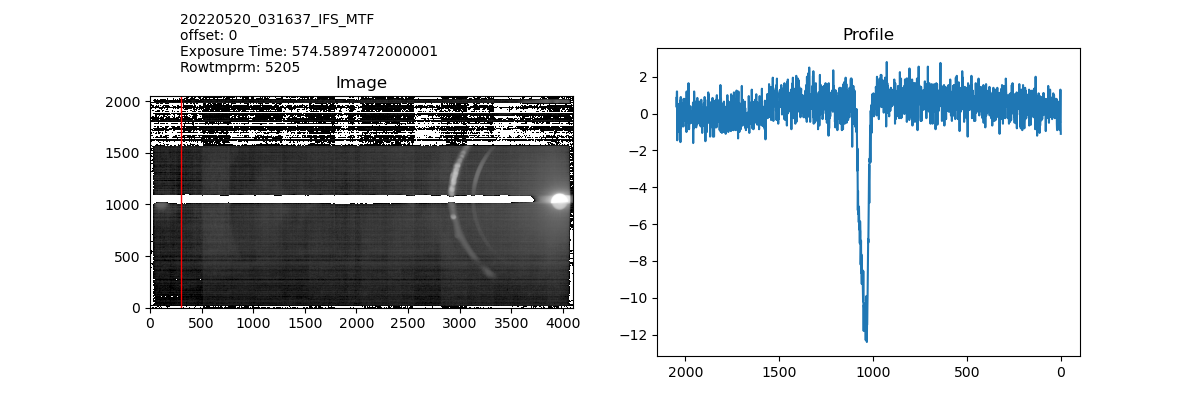 20220520_031637_IFS_MTF
offset: 0
Exposure Time: 574.5897472000001
Rowtmprm: 5205
Image
2000
1500
1000
500
0
0 500 1000 1500 2000 2500 3000 3500 4000
Profile
2
0
−2
−4
−6
−8
−10
−12
2000 1500 1000 500 0